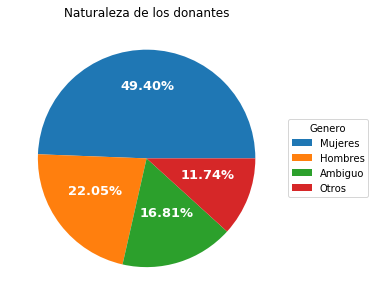 Naturaleza de los donantes
49.40%
22.05%
16.81%
11.74%
Genero
Mujeres
Hombres
Ambiguo
Otros